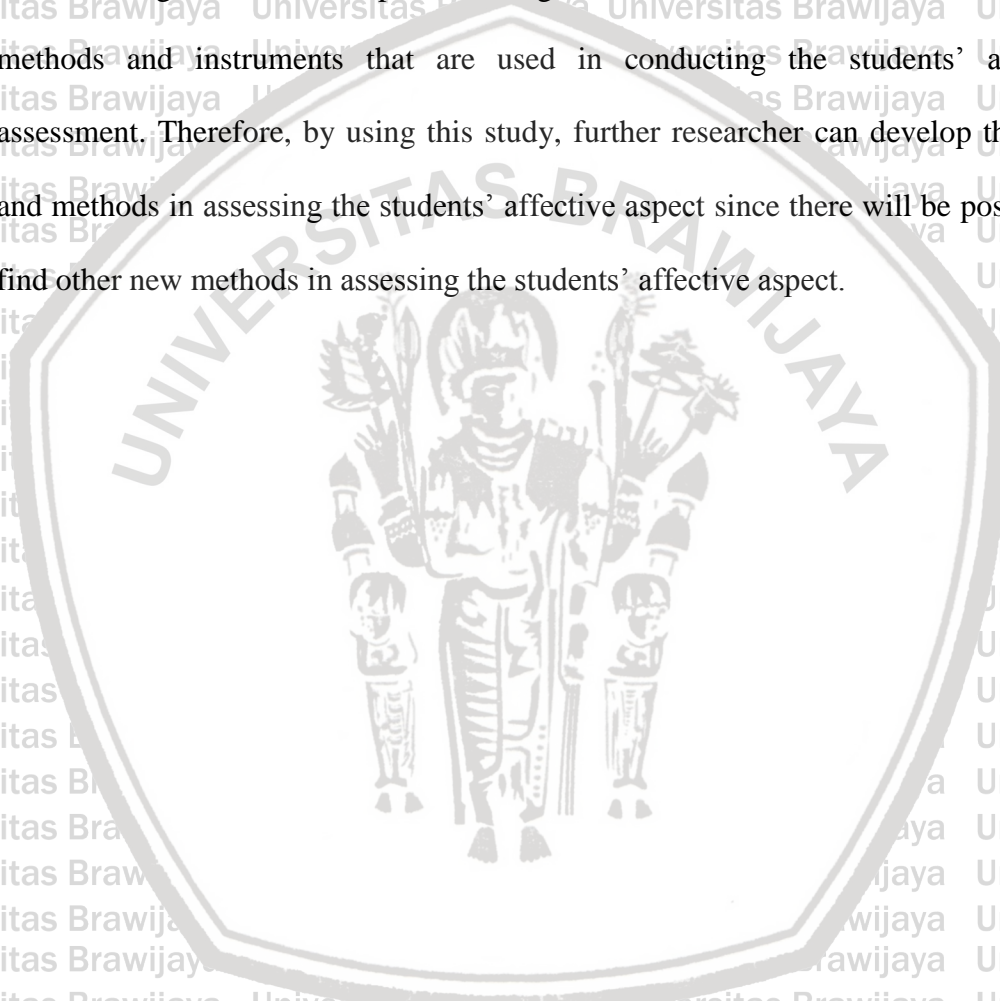 methods and instruments that are used in conducting the students’
assessment. Therefore, by using this study, further researcher can develop
and methods in assessing the students’ affective aspect since there will be
find other new methods in assessing the students’ affective aspect.
UNIVERSITAS BRAWIJAYA